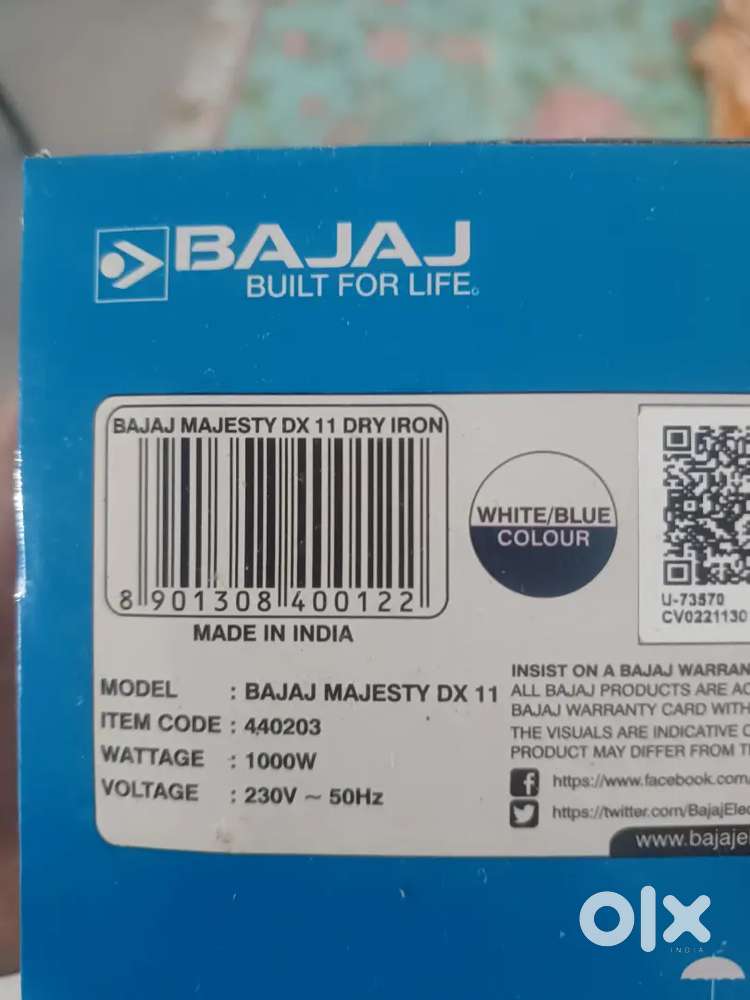 BAJAJ
BUILT FOR LIFE.
BAJAJ MAJESTY DX 11 DRY IRON
8 901308 400122
MADE IN INDIA
WHITE/BLUE
COLOUR
U-73570
CV0221130
MODEL : BAJAJ MAJESTY DX 11
ITEM CODE : 440203
WATTAGE : 1000W
VOLTAGE : 230V ~ 50Hz
INSIST ON A BAJAJ WARRAN
ALL BAJAJ PRODUCTS ARE AC
BAJAJ WARRANTY CARD WITH
THE VISUALS ARE INDICATIVE
PRODUCT MAY DIFFER FROM
https://www.facebook.com/
https://twitter.com/BajajElec
www.bajaje
olx
INDIA